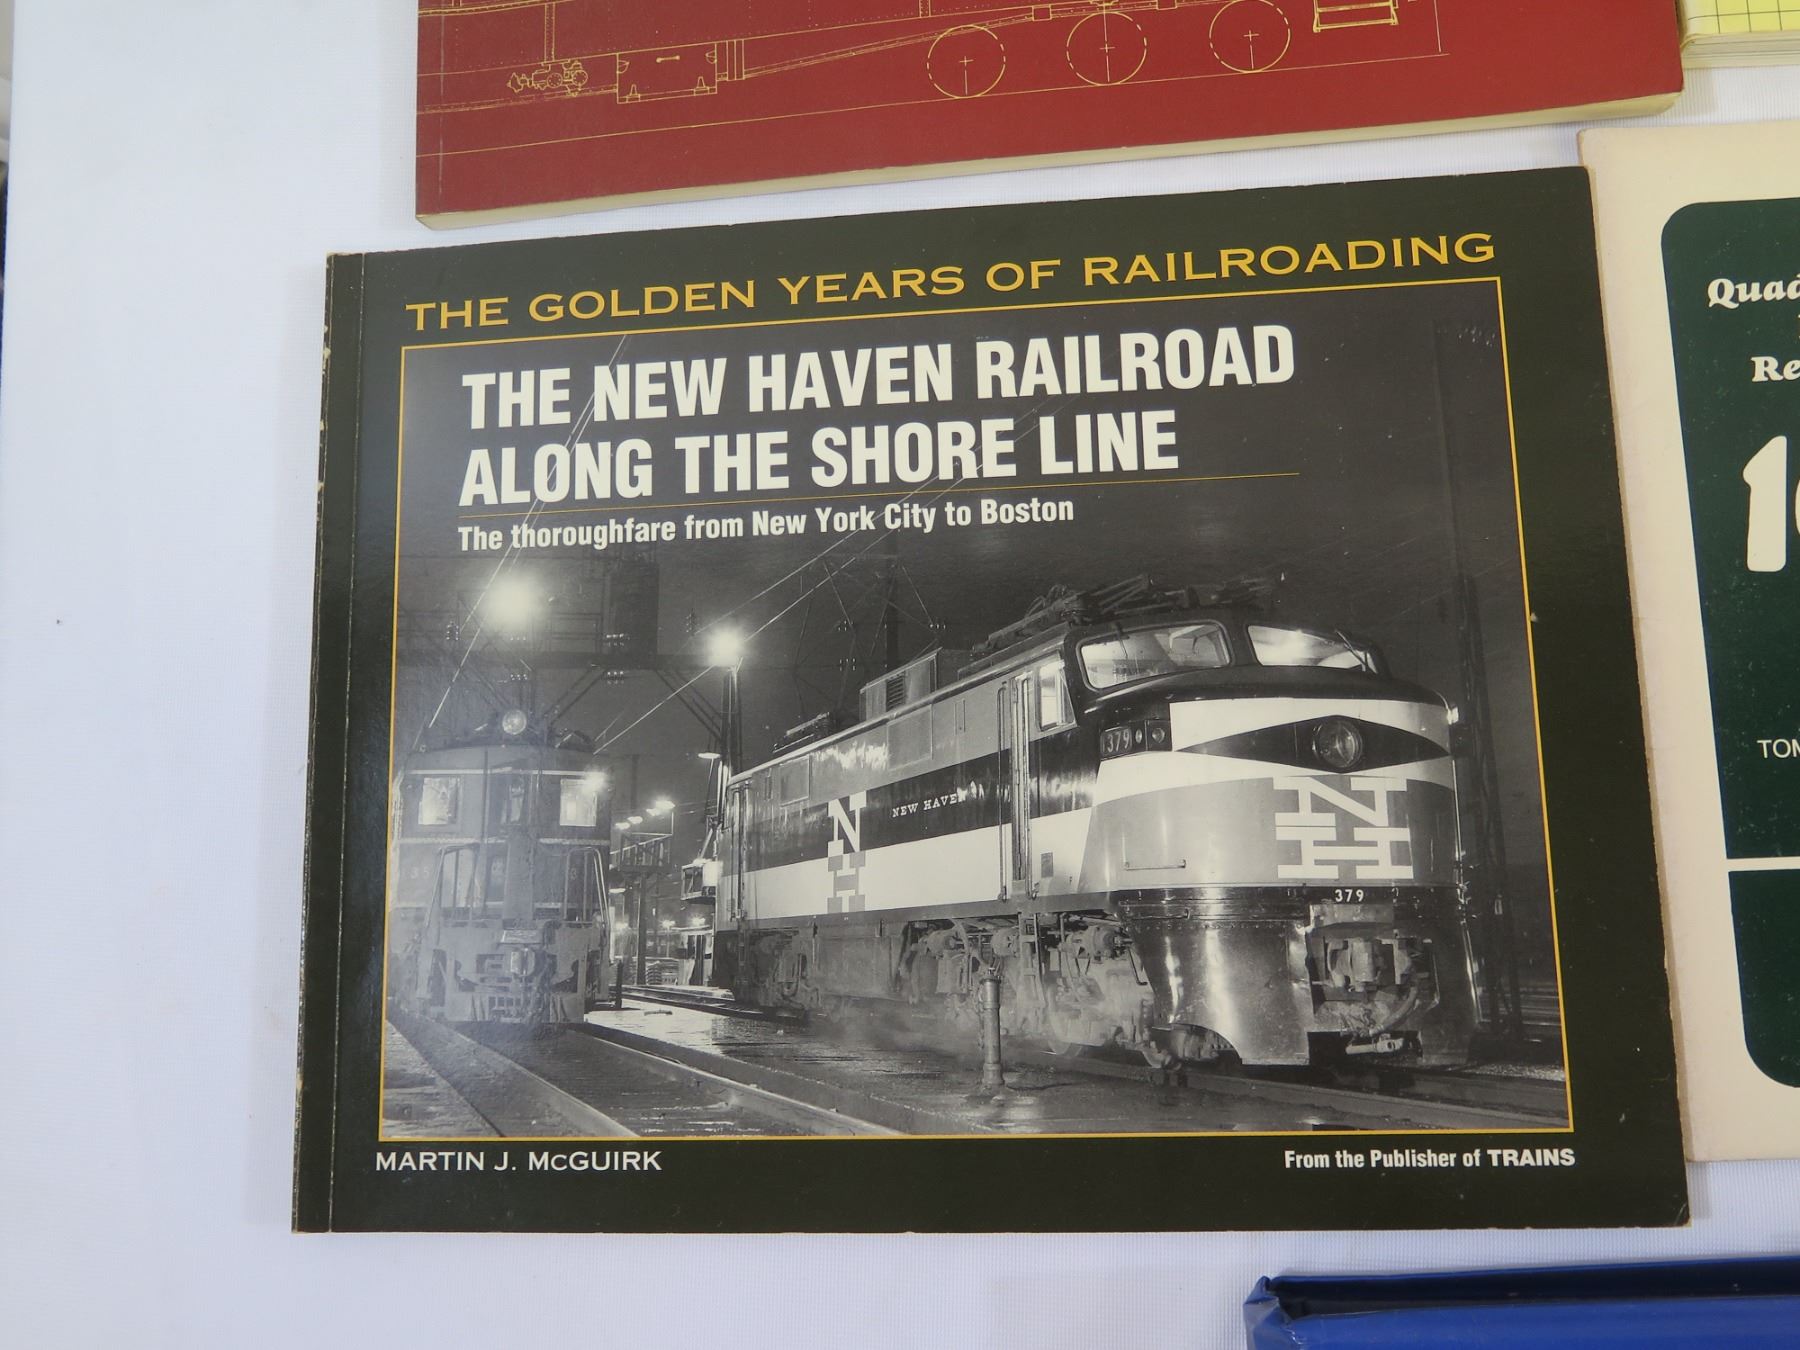 THE GOLDEN YEARS OF RAILROADING
THE NEW HAVEN RAILROAD
ALONG THE SHORE LINE
The thoroughfare from New York City to Boston
379
NEW HAVEN
N
H
NH
379
MARTIN J. McGUIRK
From the Publisher of TRAINS